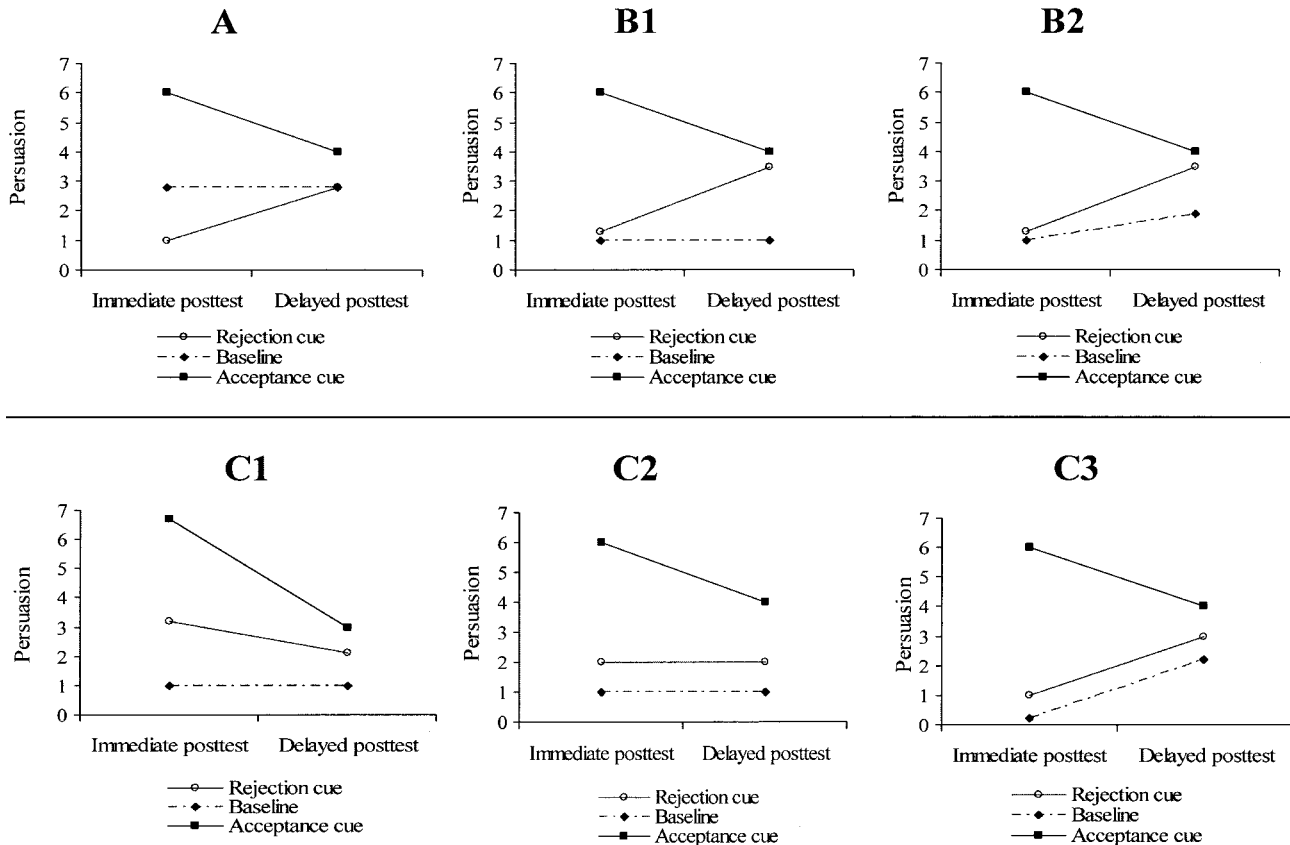 A
B1
B2
Persuasion
7
6
5
4
3
2
1
0
Immediate posttest
Delayed posttest
Rejection cue
Baseline
Acceptance cue
Persuasion
7
6
5
4
3
2
1
0
Immediate posttest
Delayed posttest
Rejection cue
Baseline
Acceptance cue
Persuasion
7
6
5
4
3
2
1
0
Immediate posttest
Delayed posttest
Rejection cue
Baseline
Acceptance cue
C1
C2
C3
Persuasion
7
6
5
4
3
2
1
0
Immediate posttest
Delayed posttest
Rejection cue
Baseline
Acceptance cue
Persuasion
7
6
5
4
3
2
1
0
Immediate posttest
Delayed posttest
Rejection cue
Baseline
Acceptance cue
Persuasion
7
6
5
4
3
2
1
0
Immediate posttest
Delayed posttest
Rejection cue
Baseline
Acceptance cue